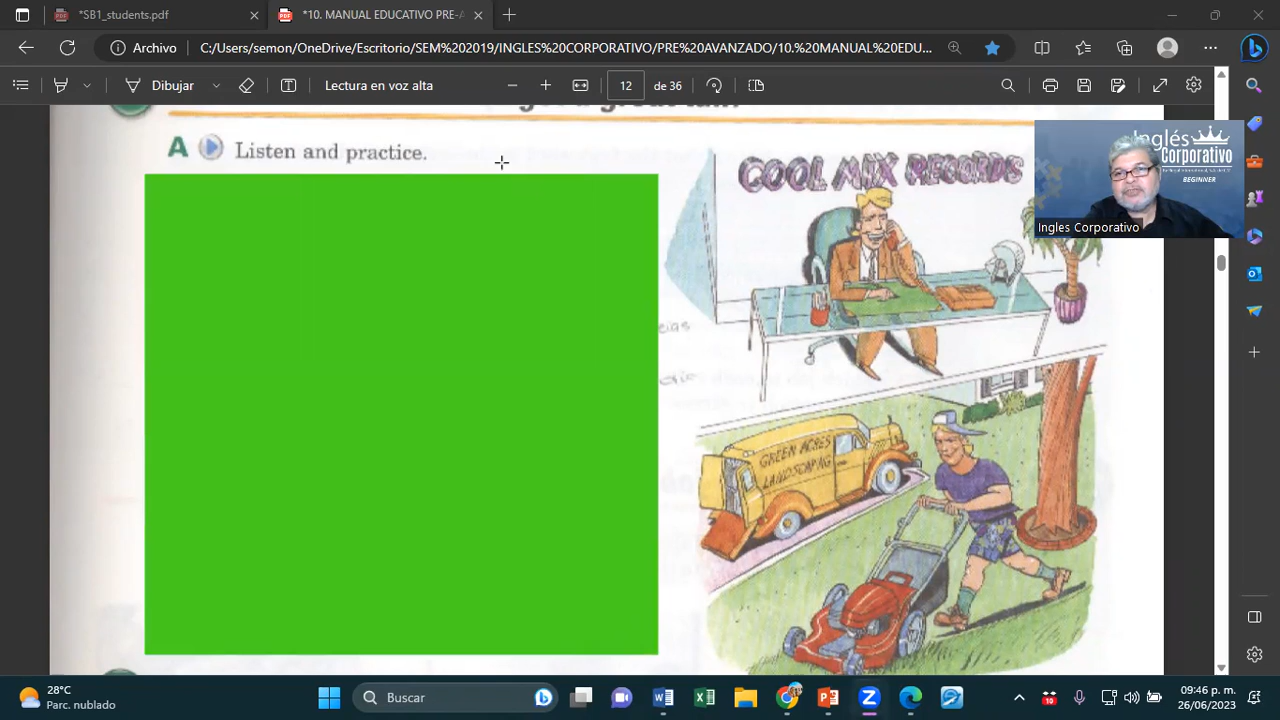 *SB1_students.pdf
*10. MANUAL EDUCATIVO PRE-A
Archivo
C:/Users/semon/OneDrive/Escritorio/SEM%202019/INGLES%20CORPORATIVO/PRE%20AVANZADO/10.%20MANUAL%20EDU...
Dibujar
Lectura en voz alta
12
de 36
A Listen and practice.
COOL MIX RECORDS
Inglés
Corporativo
BEGINNER
Ingles Corporativo
GREEN ACRES
LANDSCAPING
28°C
Parc. nublado
Buscar
10
09:46 p. m.
26/06/2023